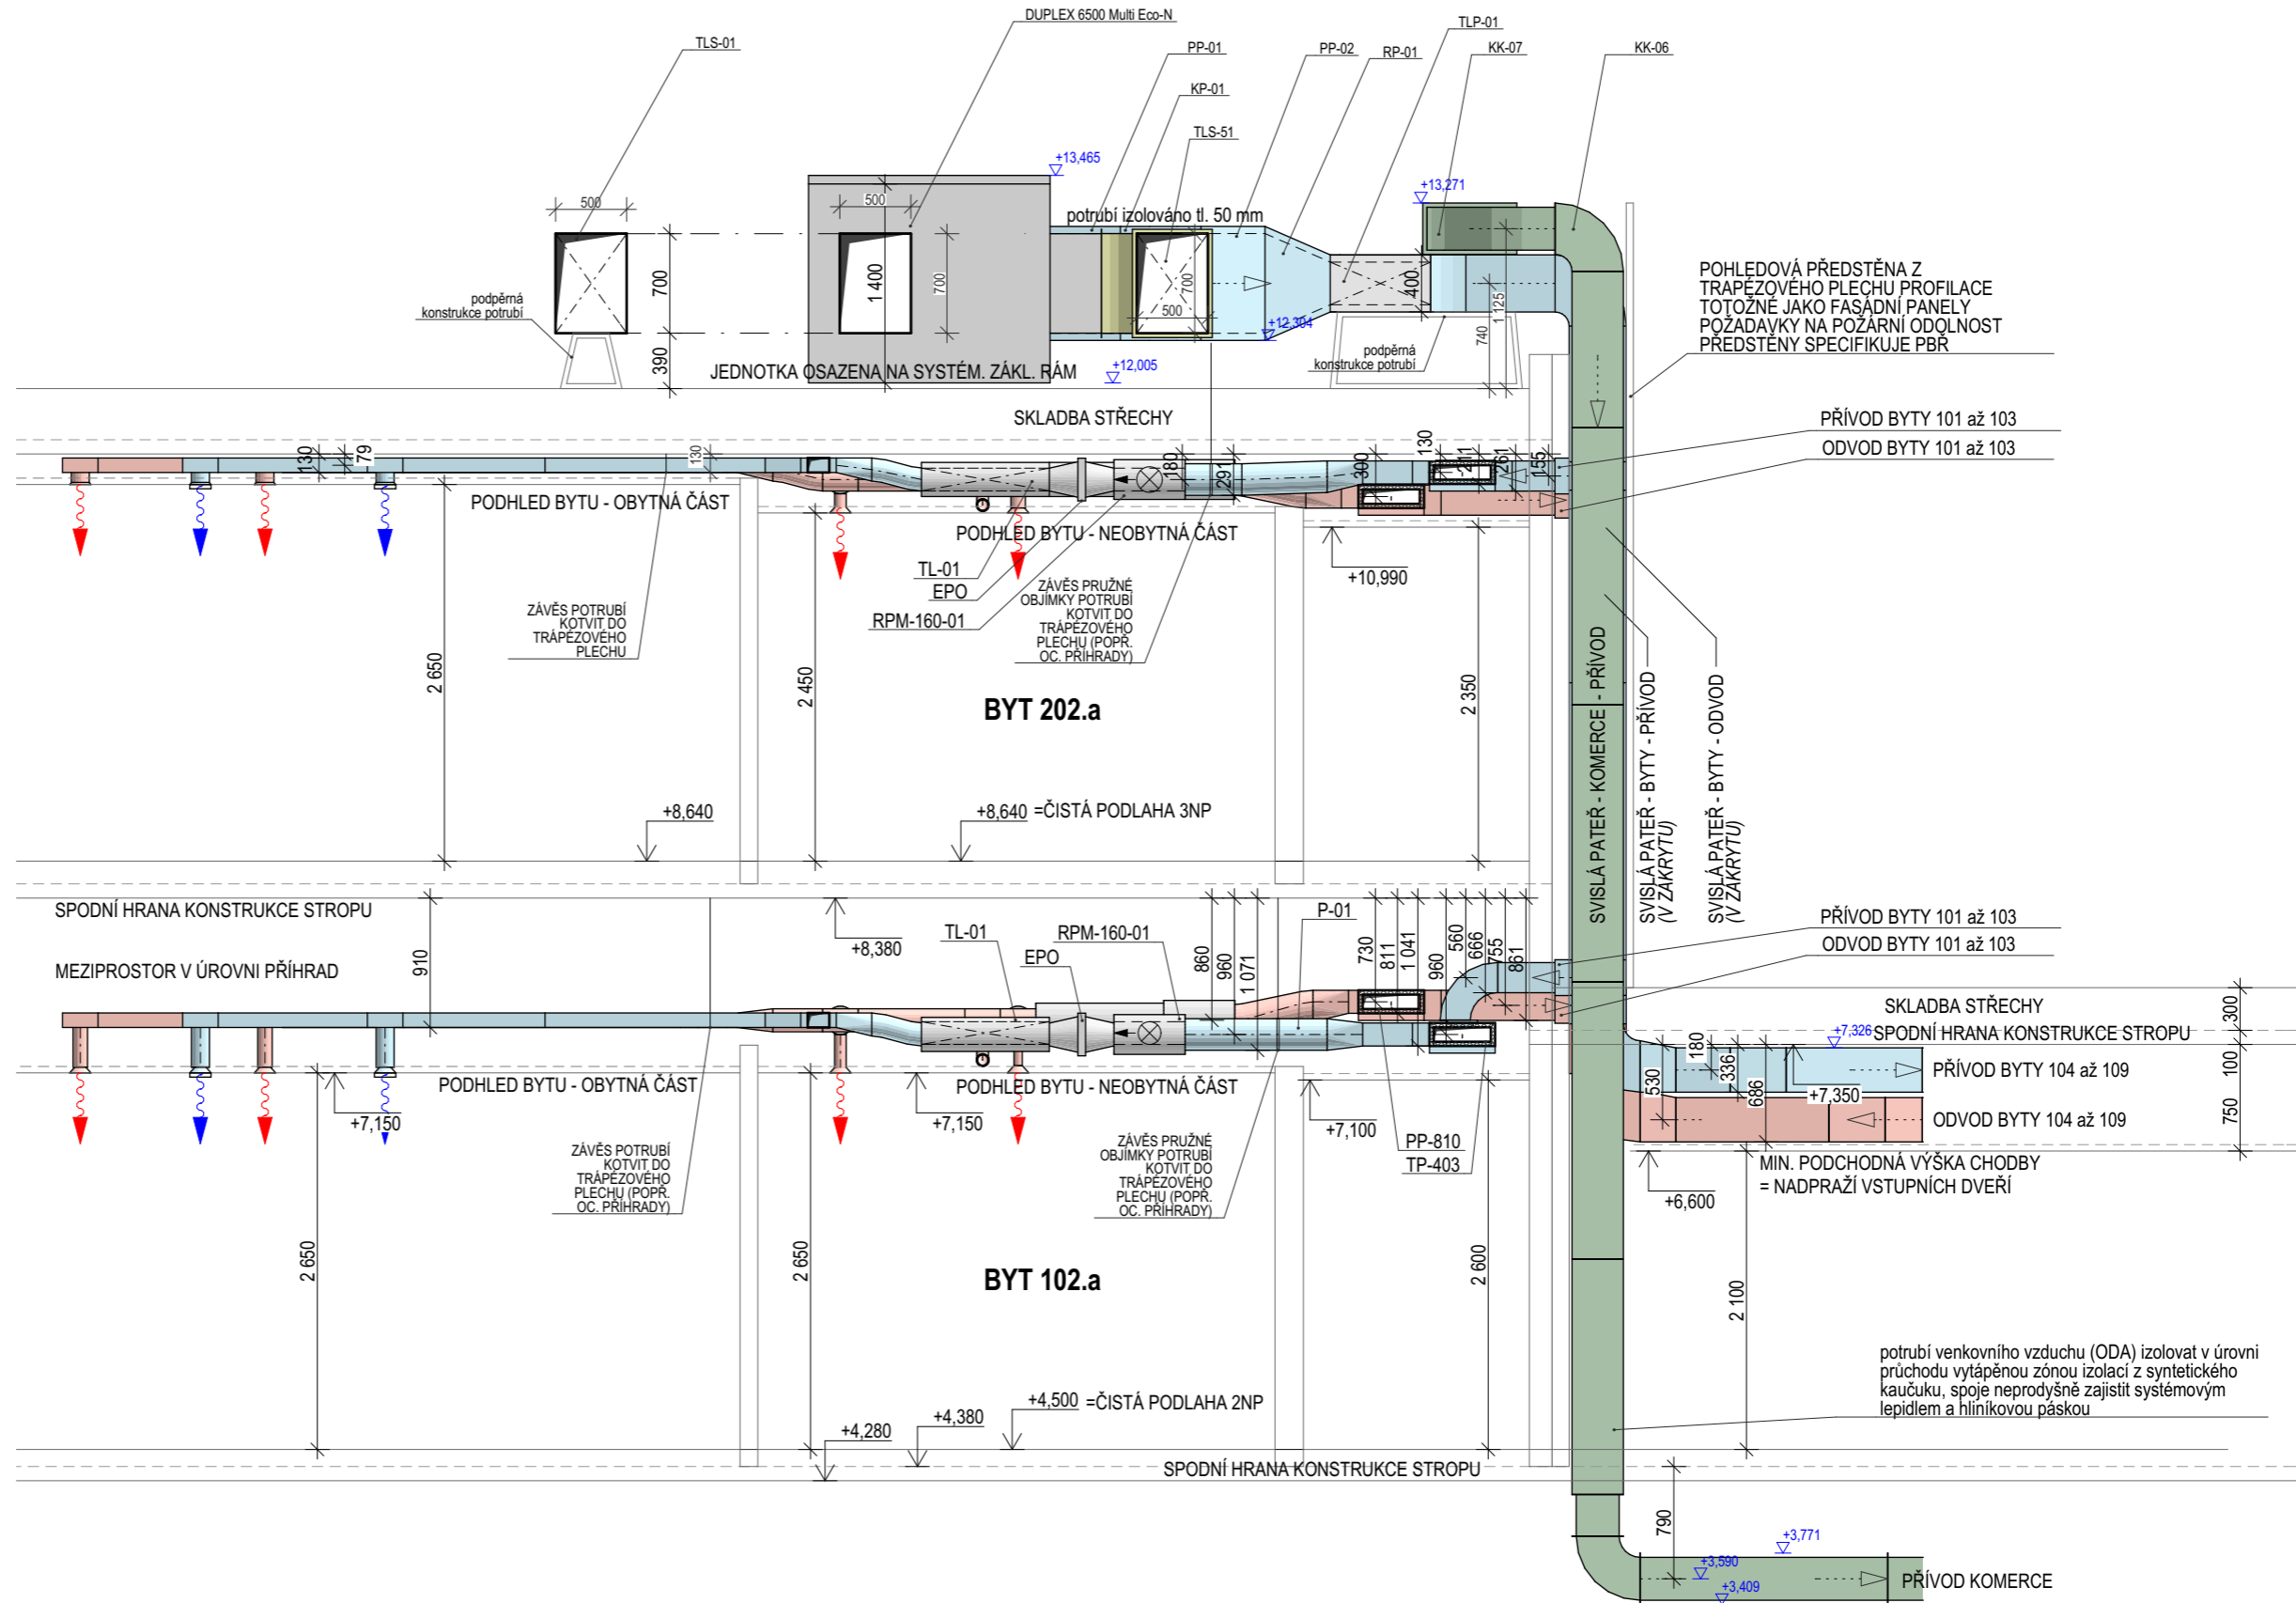 DUPLEX 6500 Multi Eco-N
TLS-01
PP-01
KP-01
TLS-51
PP-02
RP-01
TLP-01
KK-07
KK-06
+13,465
+13,271
500
500
potrubí izolováno tl. 50 mm
700
390
1 400
700
700
500
400
1 125
740
+12,304
+12,005
podpěrná
konstrukce potrubí
podpěrná
konstrukce potrubí
JEDNOTKA OSAZENA NA SYSTÉM. ZÁKL. RÁM
POHLEDOVÁ PŘEDSTĚNA Z
TRAPÉZOVÉHO PLECHU PROFILACE
TOTOŽNÉ JAKO FASÁDNÍ PANELY
POŽADAVKY NA POŽÁRNÍ ODOLNOST
PŘEDSTĚNY SPECIFIKUJE PBŘ
SKLADBA STŘECHY
PŘÍVOD BYTY 101 až 103
ODVOD BYTY 101 až 103
130
79
130
180
291
300
130
211
261
155
PODHLED BYTU - OBYTNÁ ČÁST
PODHLED BYTU - NEOBYTNÁ ČÁST
TL-01
EPO
RPM-160-01
+10,990
ZÁVĚS POTRUBÍ
KOTVIT DO
TRÁPÉZOVÉHO
PLECHU
ZÁVĚS PRUŽNÉ
OBJÍMKY POTRUBÍ
KOTVIT DO
TRÁPÉZOVÉHO
PLECHU (POPŘ.
OC. PŘÍHRADY)
2 650
2 450
2 350
BYT 202.a
SVISLÁ PATEŘ - KOMERCE - PŘÍVOD
SVISLÁ PATEŘ - BYTY - PŘÍVOD
(V ZÁKRYTU)
SVISLÁ PATEŘ - BYTY - ODVOD
(V ZÁKRYTU)
+8,640
+8,640 =ČISTÁ PODLAHA 3NP
SPODNÍ HRANA KONSTRUKCE STROPU
+8,380
MEZIPROSTOR V ÚROVNI PŘÍHRAD
910
TL-01
EPO
RPM-160-01
P-01
860
960
1 071
730
811
1 041
960
560
666
755
861
PŘÍVOD BYTY 101 až 103
ODVOD BYTY 101 až 103
SKLADBA STŘECHY
+7,326
SPODNÍ HRANA KONSTRUKCE STROPU
300
100
750
530
180
336
686
+7,350
PŘÍVOD BYTY 104 až 109
ODVOD BYTY 104 až 109
PODHLED BYTU - OBYTNÁ ČÁST
PODHLED BYTU - NEOBYTNÁ ČÁST
+7,150
+7,150
+7,100
PP-810
TP-403
MIN. PODCHODNÁ VÝŠKA CHODBY
= NADPRAŽÍ VSTUPNÍCH DVEŘÍ
+6,600
ZÁVĚS POTRUBÍ
KOTVIT DO
TRÁPÉZOVÉHO
PLECHU (POPŘ.
OC. PŘÍHRADY)
ZÁVĚS PRUŽNÉ
OBJÍMKY POTRUBÍ
KOTVIT DO
TRÁPÉZOVÉHO
PLECHU (POPŘ.
OC. PŘÍHRADY)
2 650
2 650
2 600
2 100
BYT 102.a
potrubí venkovního vzduchu (ODA) izolovat v úrovni
průchodu vytápěnou zónou izolací z syntetického
kaučuku, spoje neprodyšně zajistit systémovým
lepidlem a hliníkovou páskou
+4,500 =ČISTÁ PODLAHA 2NP
+4,380
+4,280
SPODNÍ HRANA KONSTRUKCE STROPU
790
+3,771
+3,590
+3,409
PŘÍVOD KOMERCE